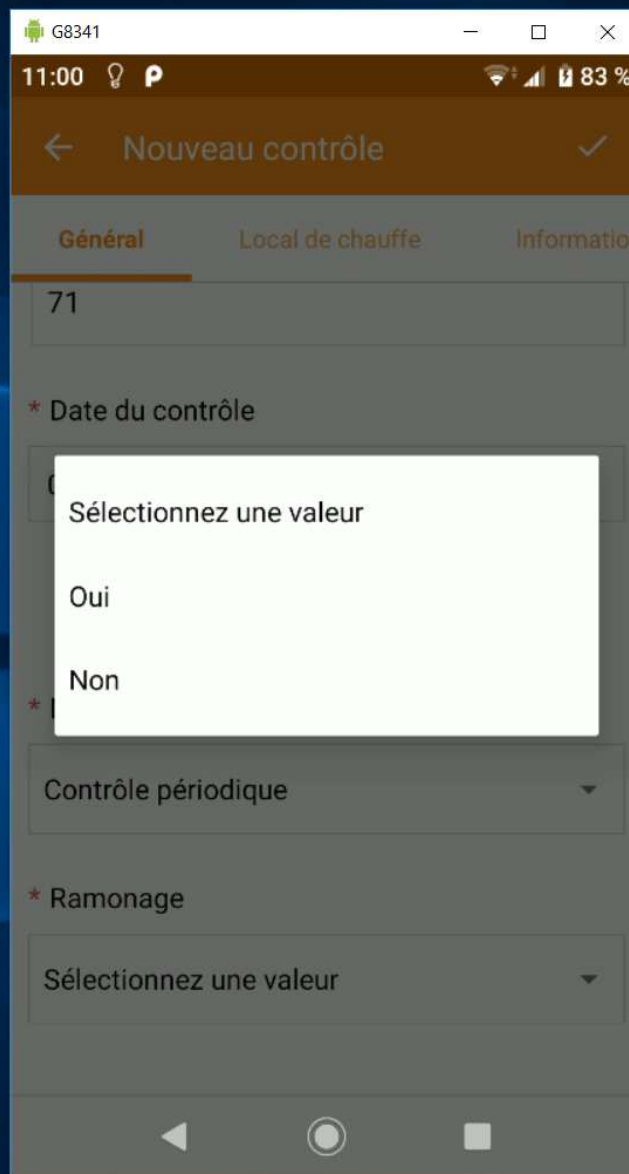 G8341
11:00 83 %
Nouveau contrôle
Général Local de chauffe Informatio
71
* Date du contrôle
Sélectionnez une valeur
Oui
Non
*
Contrôle périodique
* Ramonage
Sélectionnez une valeur